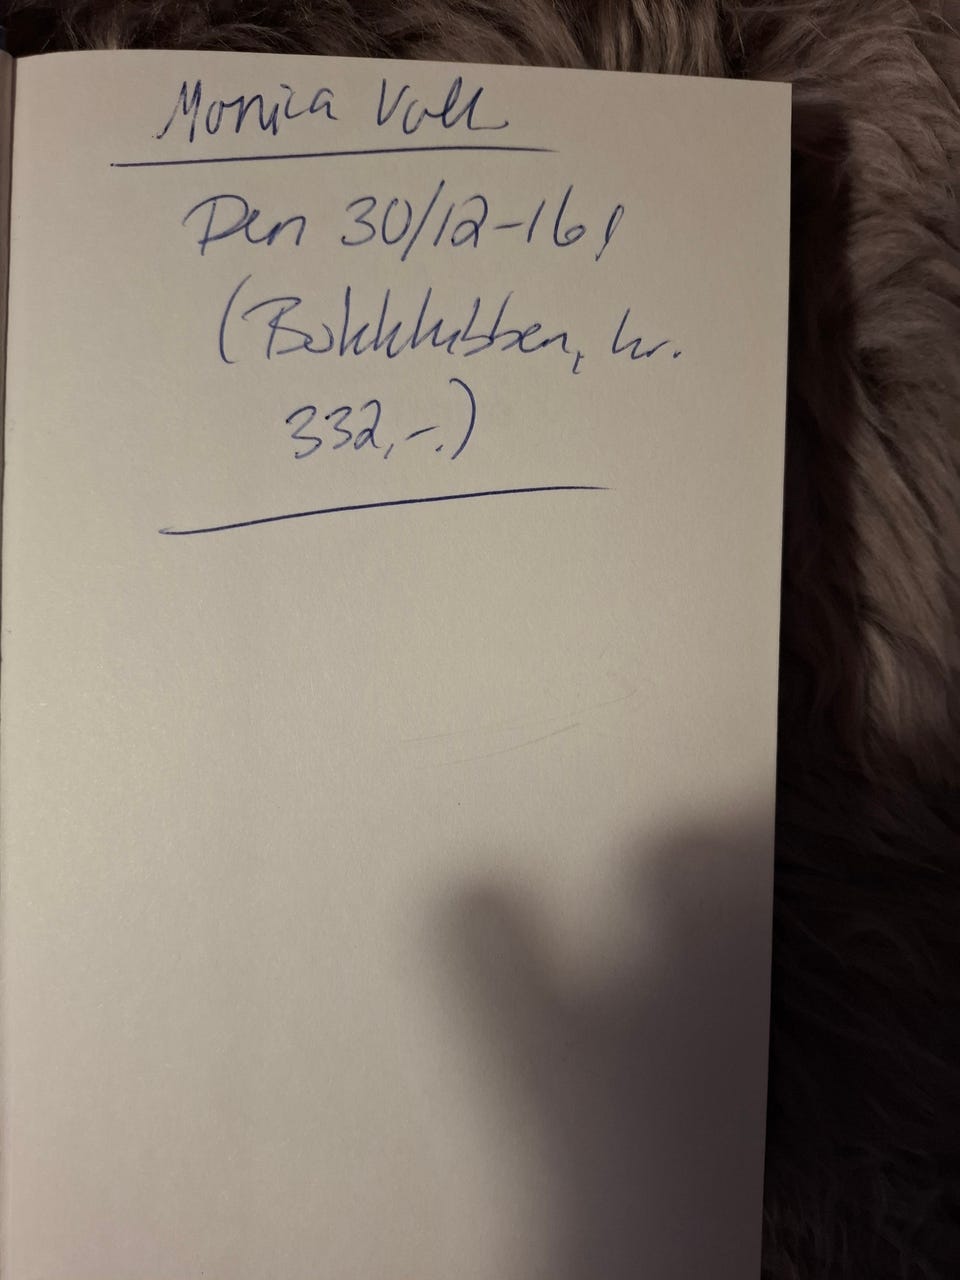 Monica Voll
Den 30/12-16!
(Bokklubben, kr.
332,-.)